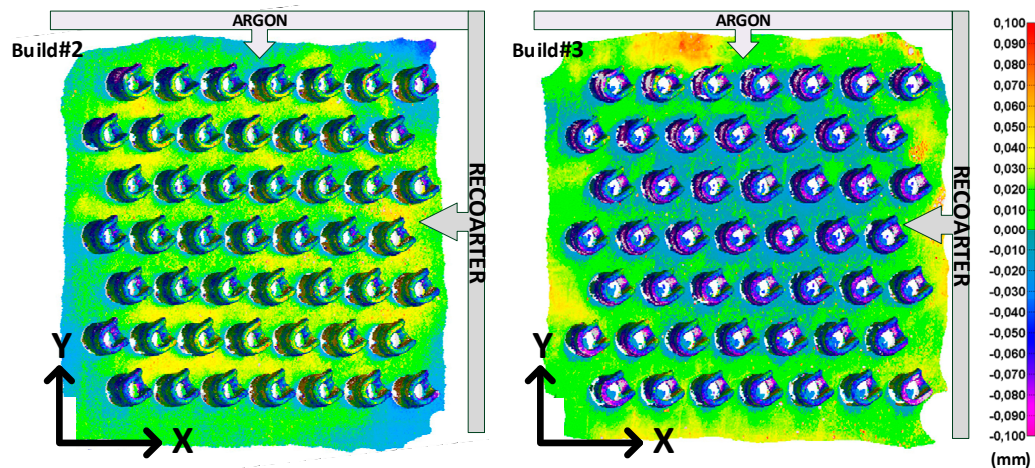 ARGON
Build#2
RECOARTER
Y
X
ARGON
Build#3
RECOARTER
Y
X
0,100
0,090
0,080
0,070
0,060
0,050
0,040
0,030
0,020
0,010
0,000
-0,010
-0,020
-0,030
-0,040
-0,050
-0,060
-0,070
-0,080
-0,090
-0,100
(mm)